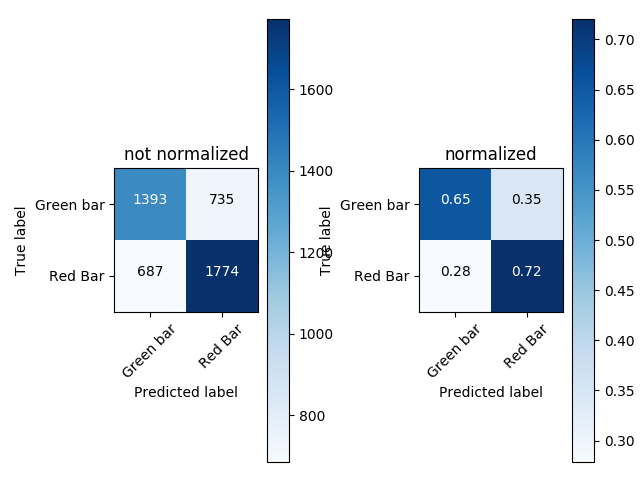 not normalized
True label
Green bar
Red Bar
1393 735
687 1774
Green bar
Red Bar
Predicted label
1600
1400
1200
1000
800
normalized
True label
Green bar
Red Bar
0.65 0.35
0.28 0.72
Green bar
Red Bar
Predicted label
0.70
0.65
0.60
0.55
0.50
0.45
0.40
0.35
0.30